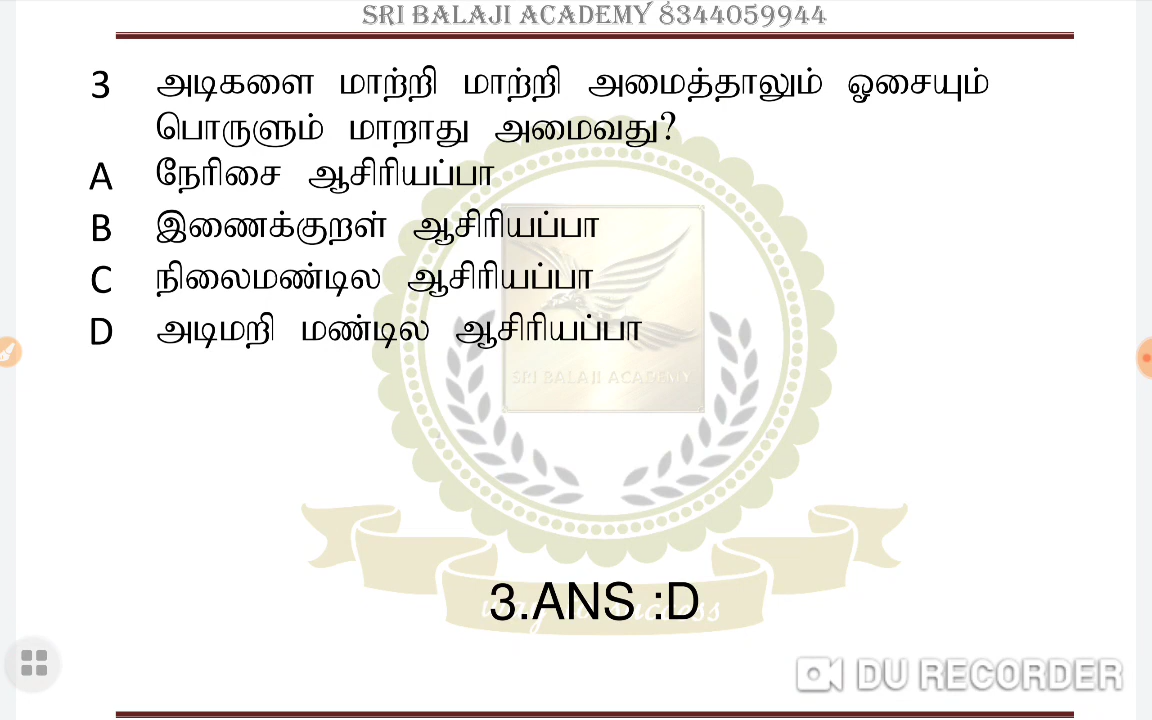 SRI BALAJI ACADEMY 8344059944
3 அடிகளை மாற்றி மாற்றி அமைத்தாலும் ஓசையும்
பொருளும் மாறாது அமைவது?
A நேரிசை ஆசிரியப்பா
B இணைக்குறள் ஆசிரியப்பா
C நிலைமண்டில ஆசிரியப்பா
D அடிமறி மண்டில ஆசிரியப்பா
SRI BALAJI ACADEMY
3.ANS :D
success
DU RECORDER